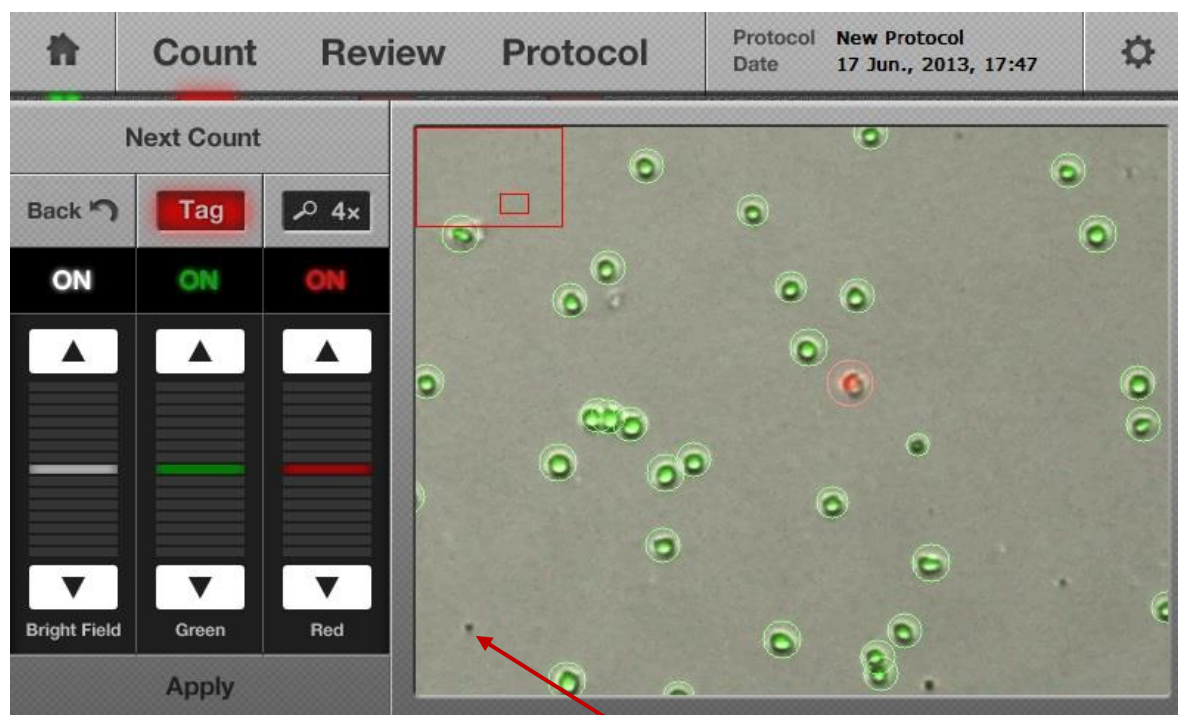 Count Review Protocol
Protocol New Protocol
Date 17 Jun., 2013, 17:47
Next Count
Back Tag 4x
ON ON ON
Bright Field Green Red
Apply